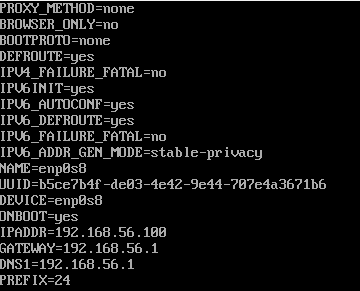 PROXY_METHOD=none
BROWSER_ONLY=no
BOOTPROTO=none
DEFROUTE=yes
IPV4_FAILURE_FATAL=no
IPV6INIT=yes
IPV6_AUTOCONF=yes
IPV6_DEFROUTE=yes
IPV6_FAILURE_FATAL=no
IPV6_ADDR_GEN_MODE=stable-privacy
NAME=enp0s8
UUID=b5ce7b4f-de03-4e42-9e44-707e4a3671b6
DEVICE=enp0s8
ONBOOT=yes
IPADDR=192.168.56.100
GATEWAY=192.168.56.1
DNS1=192.168.56.1
PREFIX=24